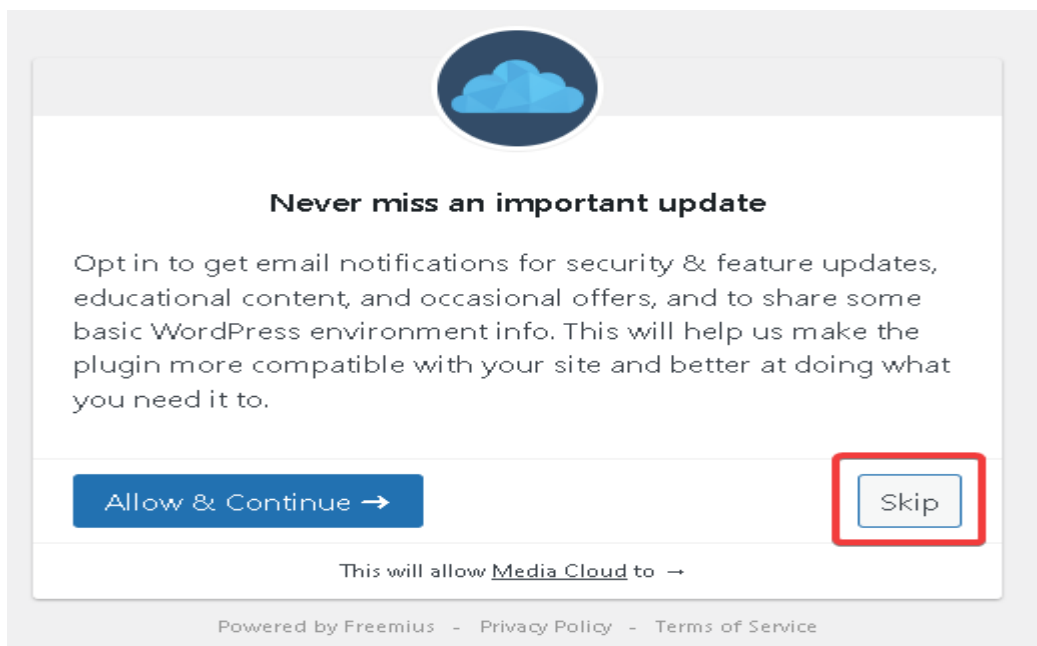 Never miss an important update
Opt in to get email notifications for security & feature updates,
educational content, and occasional offers, and to share some
basic WordPress environment info. This will help us make the
plugin more compatible with your site and better at doing what
you need it to.
Allow & Continue → Skip
This will allow Media Cloud to →
Powered by Freemius - Privacy Policy - Terms of Service